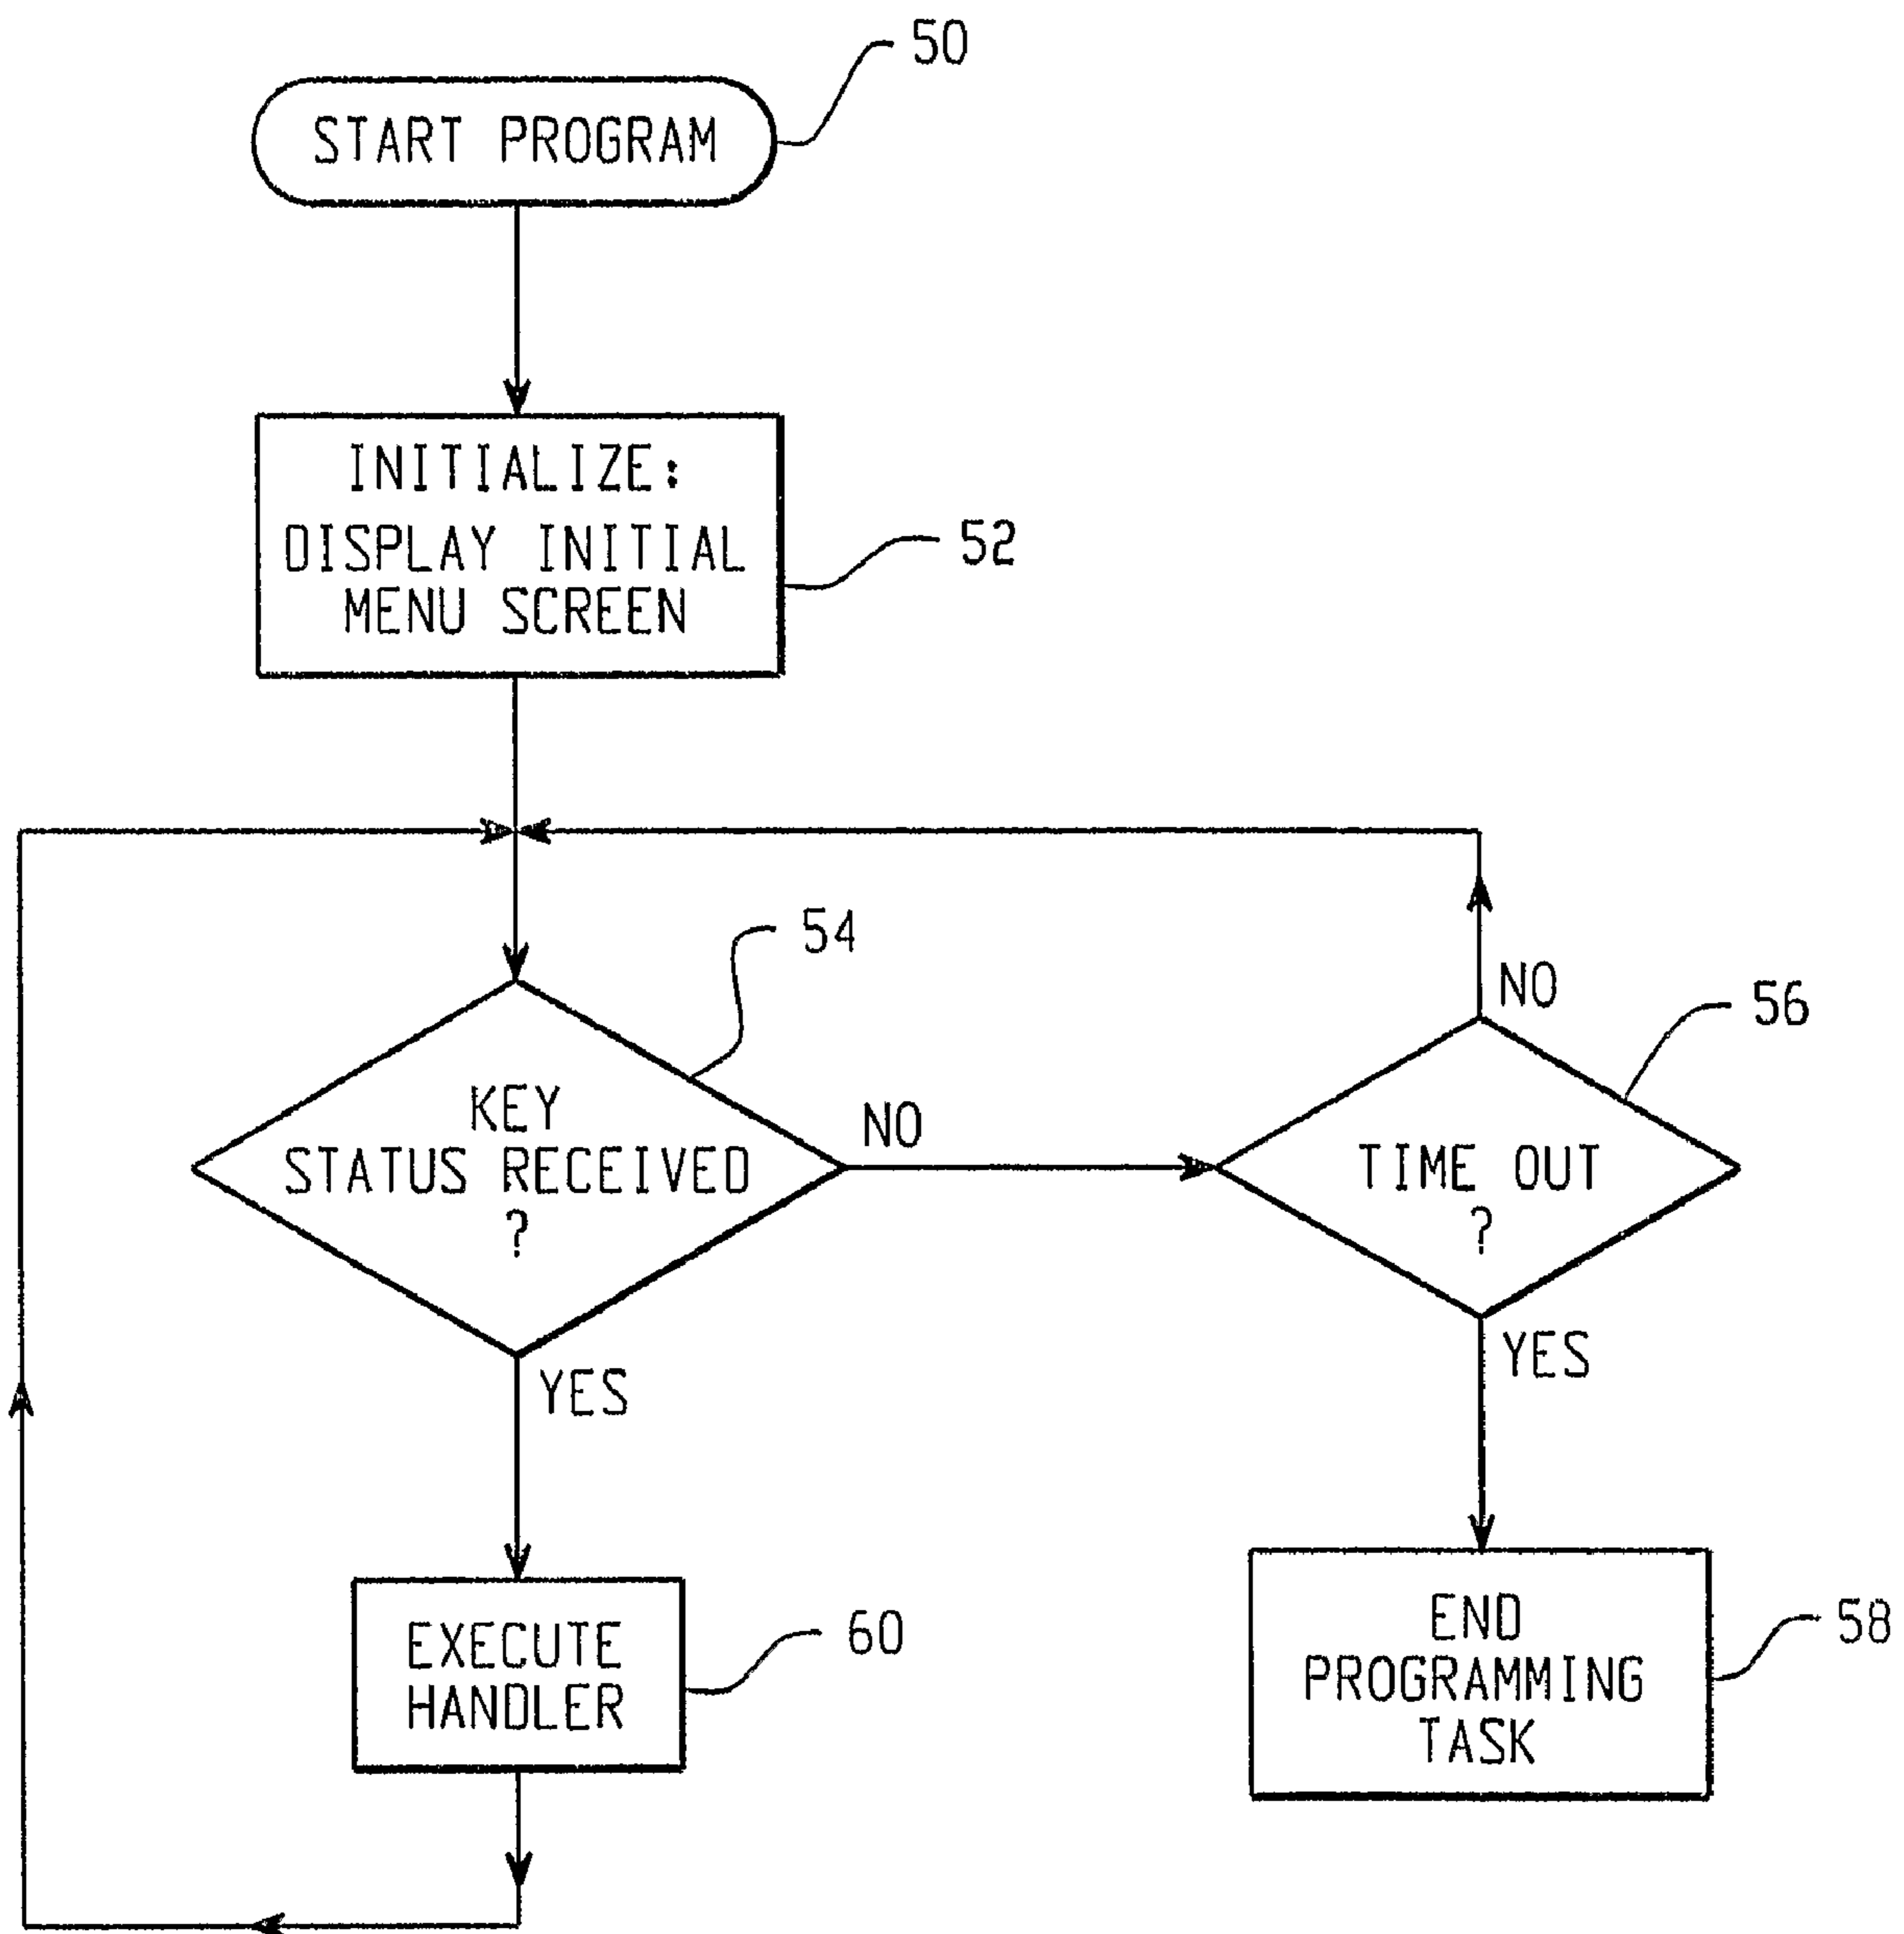 50
START PROGRAM
INITIALIZE:
DISPLAY INITIAL
MENU SCREEN
52
54
KEY
STATUS RECEIVED
?
NO
YES
NO
56
TIME OUT
?
YES
EXECUTE
HANDLER
60
END
PROGRAMMING
TASK
58